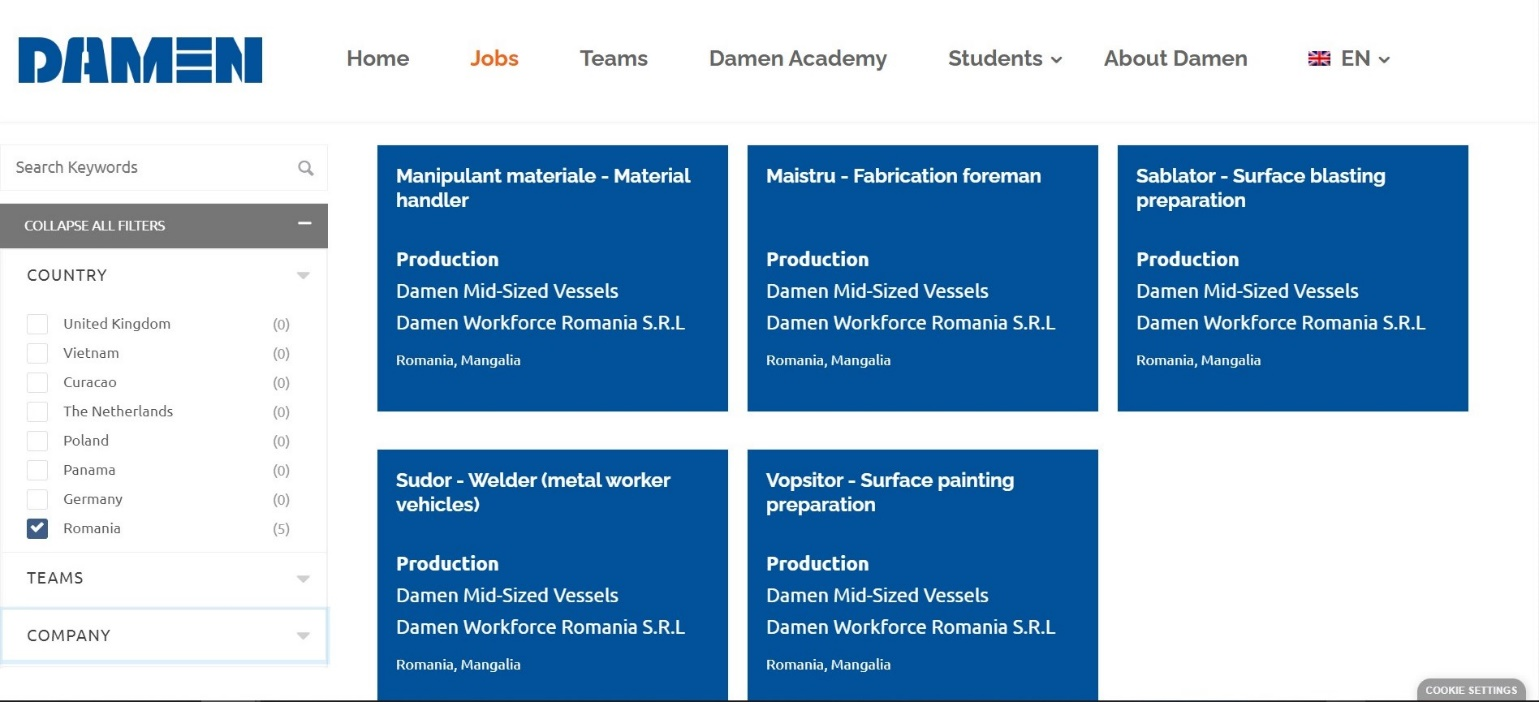 DAMEN
Home Jobs Teams Damen Academy Students About Damen EN
Search Keywords
COLLAPSE ALL FILTERS
COUNTRY
United Kingdom (0)
Vietnam (0)
Curacao (0)
The Netherlands (0)
Poland (0)
Panama (0)
Germany (0)
Romania (5)
TEAMS
COMPANY
Manipulant materiale - Material
handler
Production
Damen Mid-Sized Vessels
Damen Workforce Romania S.R.L
Romania, Mangalia
Maistru - Fabrication foreman
Production
Damen Mid-Sized Vessels
Damen Workforce Romania S.R.L
Romania, Mangalia
Sablator - Surface blasting
preparation
Production
Damen Mid-Sized Vessels
Damen Workforce Romania S.R.L
Romania, Mangalia
Sudor - Welder (metal worker
vehicles)
Production
Damen Mid-Sized Vessels
Damen Workforce Romania S.R.L
Romania, Mangalia
Vopsitor - Surface painting
preparation
Production
Damen Mid-Sized Vessels
Damen Workforce Romania S.R.L
Romania, Mangalia
COOKIE SETTINGS